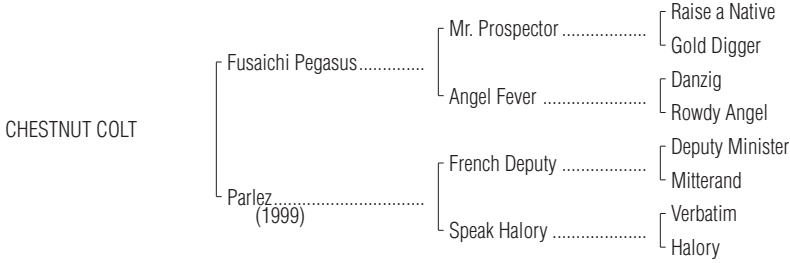 Raise a Native
Mr. Prospector ....................
Gold Digger
Fusaichi Pegasus..............
Danzig
Angel Fever ........................
Rowdy Angel
CHESTNUT COLT
Deputy Minister
French Deputy ....................
Mitterand
Parlez.................................
(1999)
Verbatim
Speak Halory ......................
Halory